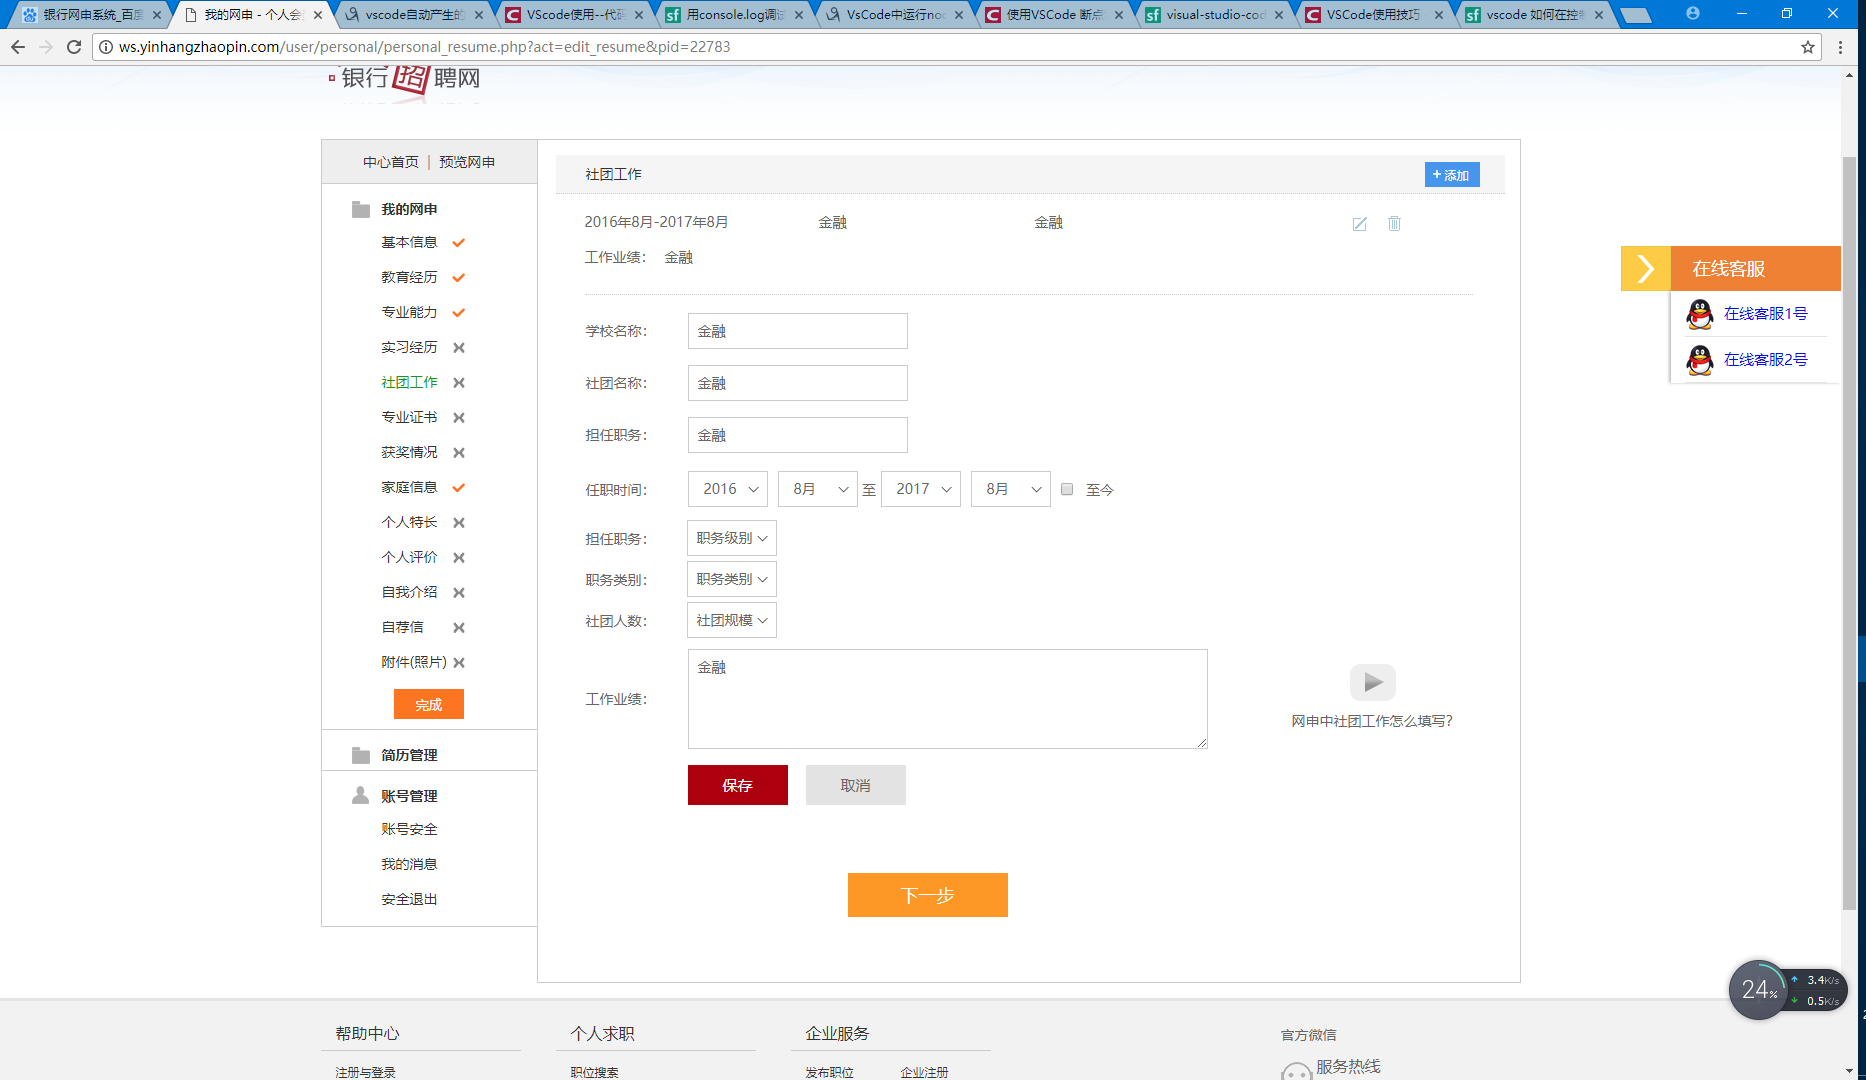 银行网申系统_百度
我的网申 - 个人会
vscode自动产生的
VScode使用--代码
用console.log调试
VsCode中运行nod
使用VSCode 断点
visual-studio-cod
VSCode使用技巧
vscode 如何在控制
ws.yinhangzhaopin.com/user/personal/personal_resume.php?act=edit_resume&pid=22783
银行招聘网
中心首页 | 预览网申
我的网申
基本信息
教育经历
专业能力
实习经历
社团工作
专业证书
获奖情况
家庭信息
个人特长
个人评价
自我介绍
自荐信
附件(照片)
完成
简历管理
账号管理
账号安全
我的消息
安全退出
社团工作
+ 添加
2016年8月-2017年8月 金融 金融
工作业绩： 金融
学校名称： 金融
社团名称： 金融
担任职务： 金融
任职时间： 2016 8月 至 2017 8月 至今
担任职务： 职务级别
职务类别： 职务类别
社团人数： 社团规模
工作业绩： 金融
网申中社团工作怎么填写?
保存 取消
下一步
在线客服
在线客服1号
在线客服2号
24%
3.4K/s
0.5K/s
帮助中心 个人求职 企业服务 官方微信
注册与登录 职位搜索 发布职位 企业注册 服务热线